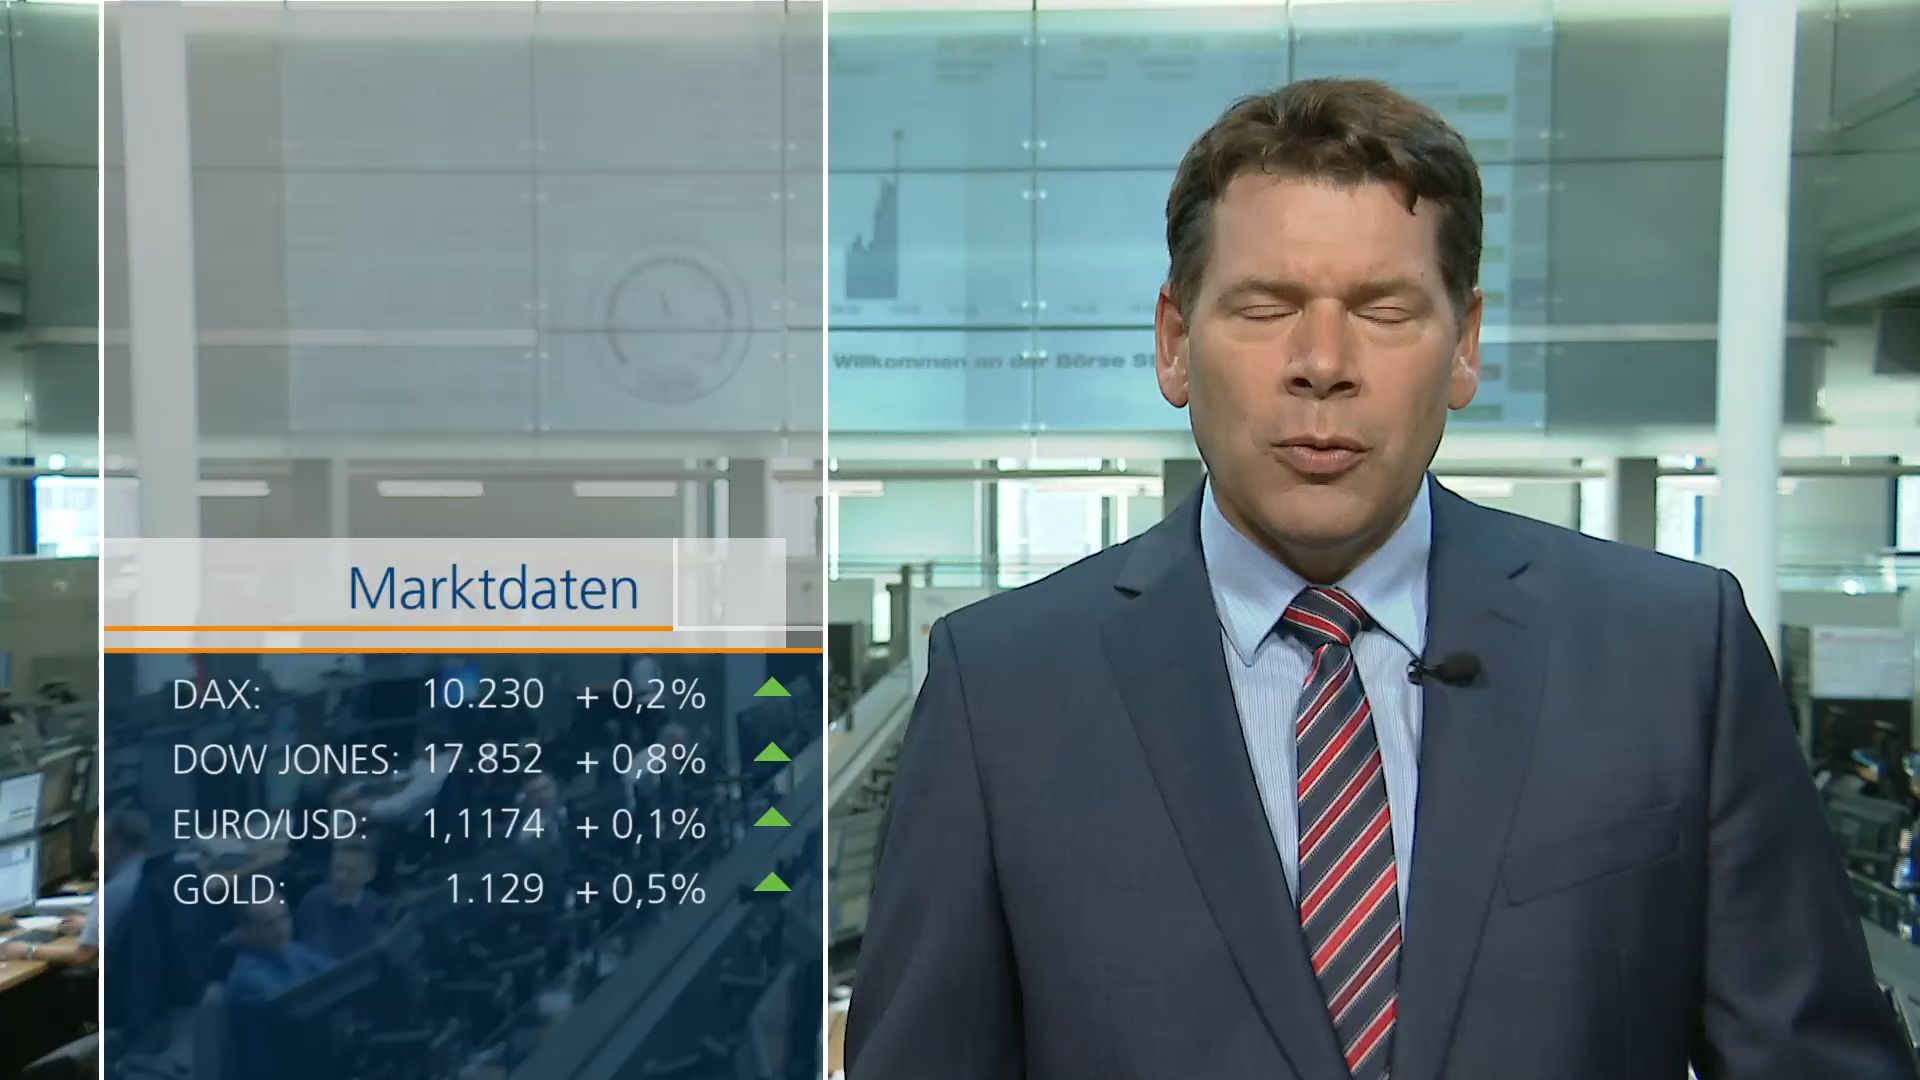 Willkommen an der Börse
Marktdaten
DAX: 10.230 + 0,2%
DOW JONES: 17.852 + 0,8%
EURO/USD: 1,1174 + 0,1%
GOLD: 1.129 + 0,5%